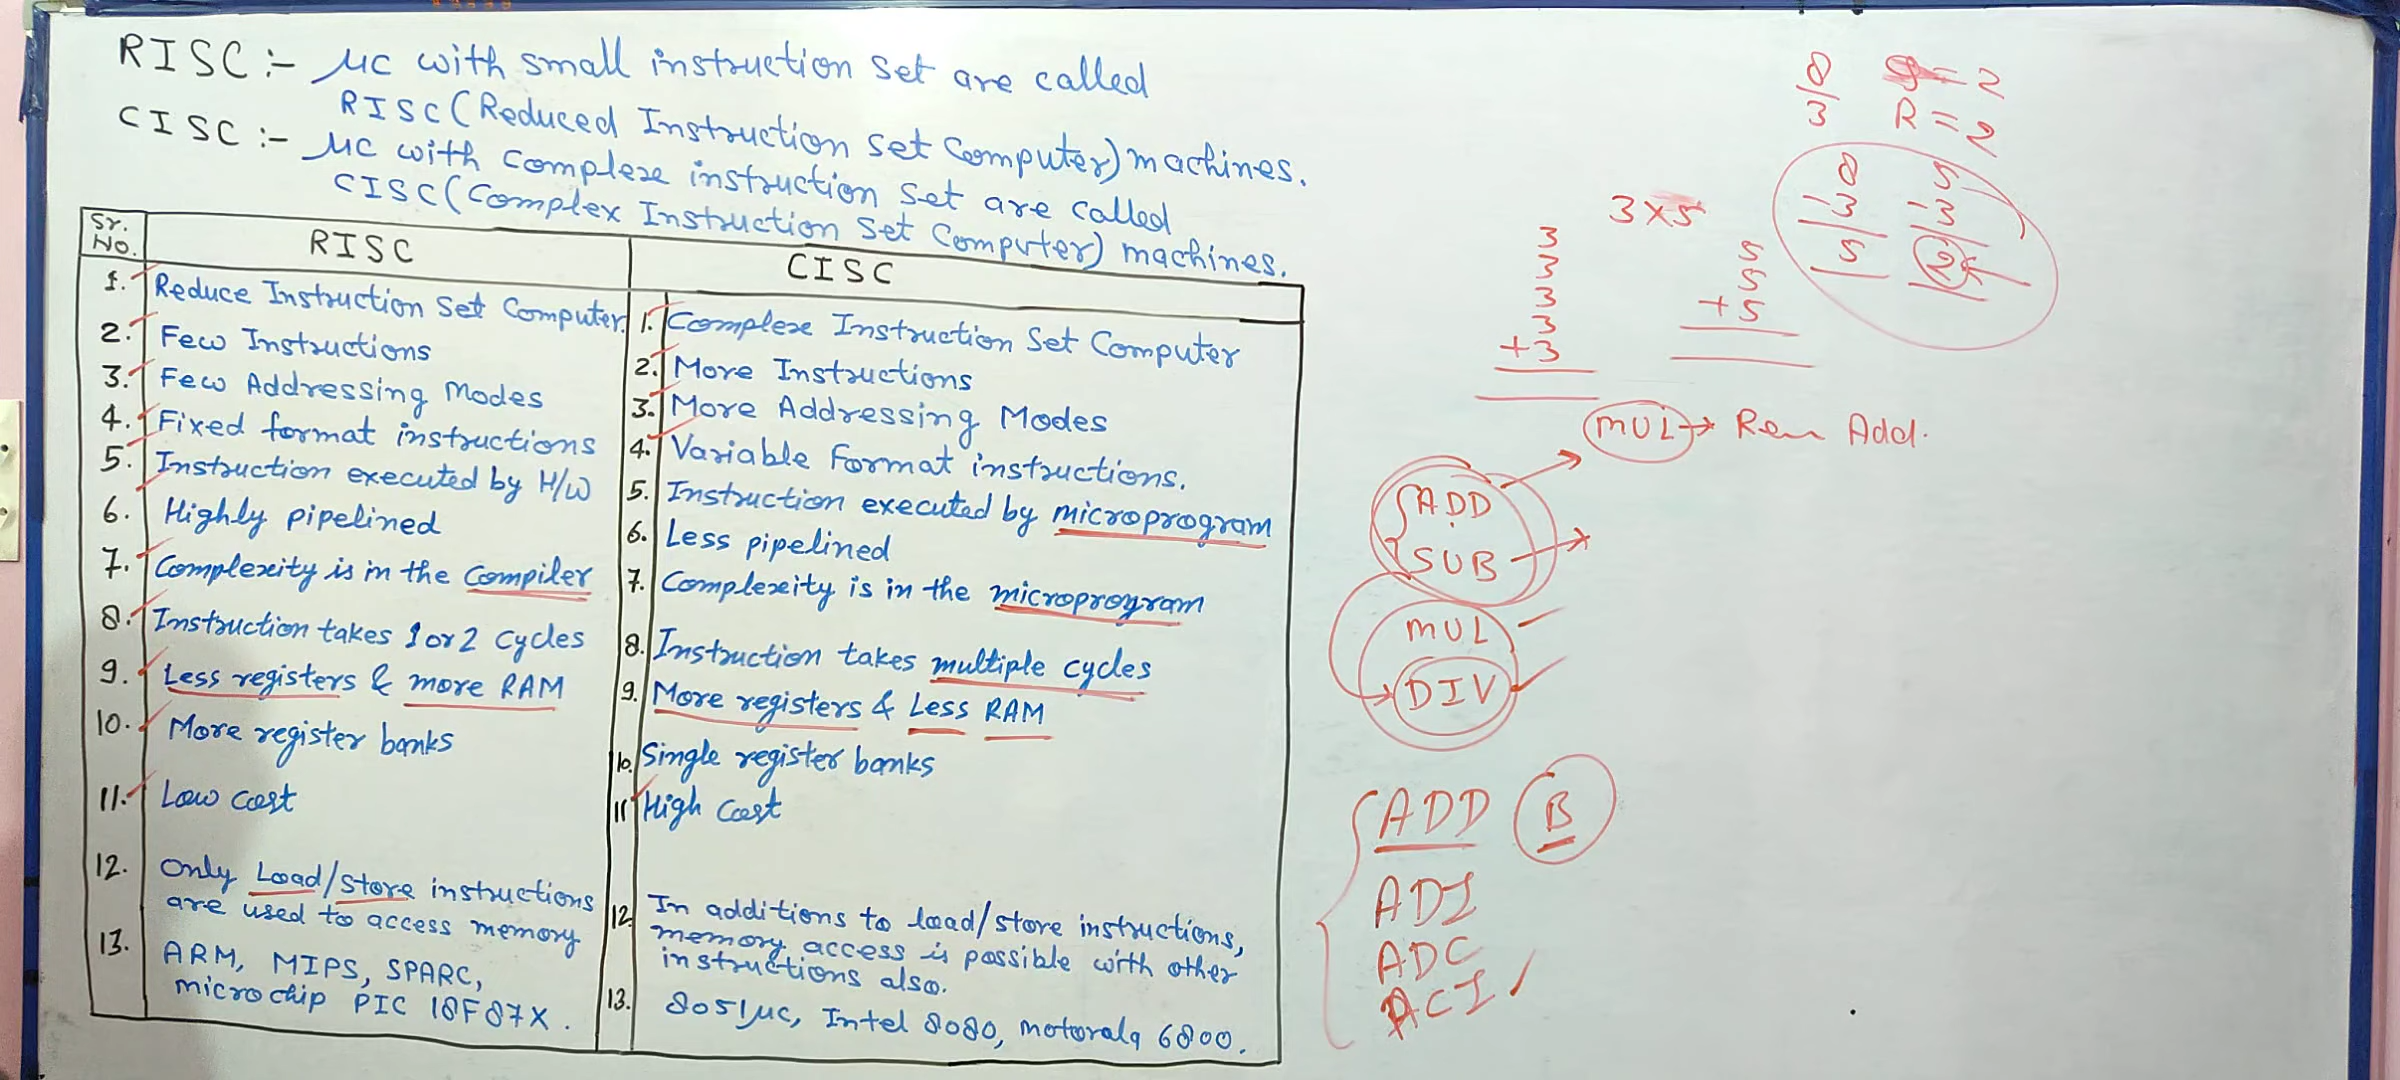 RISC :- µc with small instruction set are called
RISC (Reduced Instruction Set Computer) machines.
CISC :- µc with complex instruction set are called
CISC (Complex Instruction Set Computer) machines.
Sr. No. RISC CISC
1. Reduce Instruction Set Computer. 1. Complex Instruction Set Computer
2. Few Instructions 2. More Instructions
3. Few Addressing Modes 3. More Addressing Modes
4. Fixed format instructions 4. Variable format instructions.
5. Instruction executed by H/W 5. Instruction executed by microprogram
6. Highly pipelined 6. Less pipelined
7. Complexity is in the compiler 7. Complexity is in the microprogram
8. Instruction takes 1 or 2 cycles 8. Instruction takes multiple cycles
9. Less registers & more RAM 9. More registers & Less RAM
10. More register banks 10. Single register banks
11. Low cost 11 High cost
12. Only Load/store instructions
are used to access memory
12. In additions to load/store instructions,
memory access is possible with other
instructions also.
13. ARM, MIPS, SPARC,
microchip PIC 18F87X.
13. 8051µc, Intel 8080, motorala 6800.
8 = 2
3 R = 2
8 5
-3 -3
5 2
3 X 5
3
3
3
3
+3
5
5
+5
MUL → Add.
ADD
SUB
MUL
DIV
ADD B
ADI
ADC
ACI